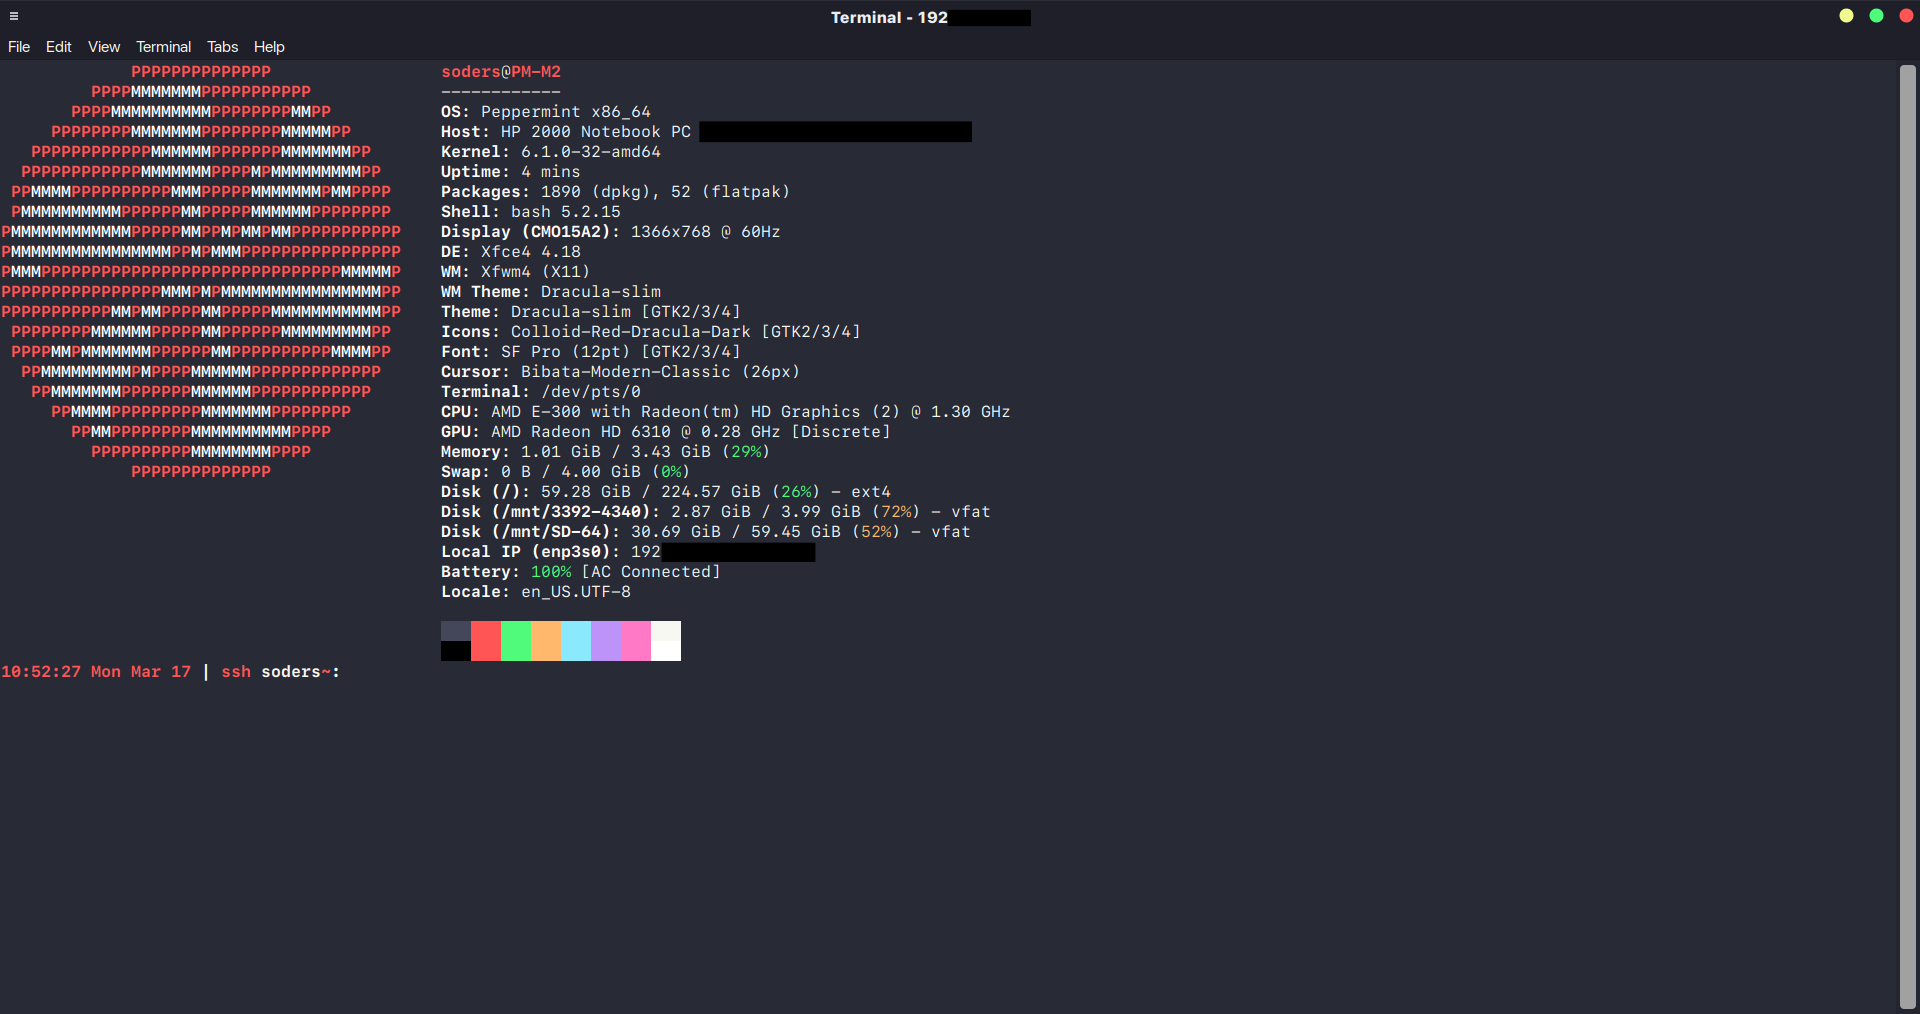 Terminal - 192
File Edit View Terminal Tabs Help
PPPPPPPPPPPPPP soders@PM-M2
PPPPMMMMMMMPPPPPPPPPPP ------------
PPPPMMMMMMMMMMPPPPPPPPMMPP OS: Peppermint x86_64
PPPPPPPPMMMMMMMPPPPPPPPMMMMMPP Host: HP 2000 Notebook PC
PPPPPPPPPPPPMMMMMMPPPPPPPMMMMMMMPP Kernel: 6.1.0-32-amd64
PPPPPPPPPPPPMMMMMMMPPPPMPMMMMMMMMMPP Uptime: 4 mins
PPMMMMPPPPPPPPPPMMMPPPPPMMMMMMMPMMPPPP Packages: 1890 (dpkg), 52 (flatpak)
PMMMMMMMMMMPPPPPPMMPPPPPMMMMMMPPPPPPPP Shell: bash 5.2.15
PMMMMMMMMMMMMPPPPPMMPPMPMMPMMPPPPPPPPPPP Display (CMO15A2): 1366x768 @ 60Hz
PMMMMMMMMMMMMMMMMPPMPMMMPPPPPPPPPPPPPPPP DE: Xfce4 4.18
PMMMPPPPPPPPPPPPPPPPPPPPPPPPPPPPPPMMMMMP WM: Xfwm4 (X11)
PPPPPPPPPPPPPPPPMMMPMPMMMMMMMMMMMMMMMMPP WM Theme: Dracula-slim
PPPPPPPPPPPMMPMMPPPPMMPPPPPMMMMMMMMMMMPP Theme: Dracula-slim [GTK2/3/4]
PPPPPPPPMMMMMMPPPPPMMPPPPPPMMMMMMMMMPP Icons: Colloid-Red-Dracula-Dark [GTK2/3/4]
PPPPMMPMMMMMMMPPPPPPMMPPPPPPPPPPMMMMPP Font: SF Pro (12pt) [GTK2/3/4]
PPMMMMMMMMMPMPPPPMMMMMMPPPPPPPPPPPPP Cursor: Bibata-Modern-Classic (26px)
PPMMMMMMMPPPPPPPMMMMMMPPPPPPPPPPPP Terminal: /dev/pts/0
PPMMMMPPPPPPPPPMMMMMMMPPPPPPPP CPU: AMD E-300 with Radeon(tm) HD Graphics (2) @ 1.30 GHz
PPMMPPPPPPPPMMMMMMMMMMPPPP GPU: AMD Radeon HD 6310 @ 0.28 GHz [Discrete]
PPPPPPPPPPMMMMMMMMPPPP Memory: 1.01 GiB / 3.43 GiB (29%)
PPPPPPPPPPPPPP Swap: 0 B / 4.00 GiB (0%)
Disk (/): 59.28 GiB / 224.57 GiB (26%) - ext4
Disk (/mnt/3392-4340): 2.87 GiB / 3.99 GiB (72%) - vfat
Disk (/mnt/SD-64): 30.69 GiB / 59.45 GiB (52%) - vfat
Local IP (enp3s0): 192
Battery: 100% [AC Connected]
Locale: en_US.UTF-8
10:52:27 Mon Mar 17 | ssh soders~: